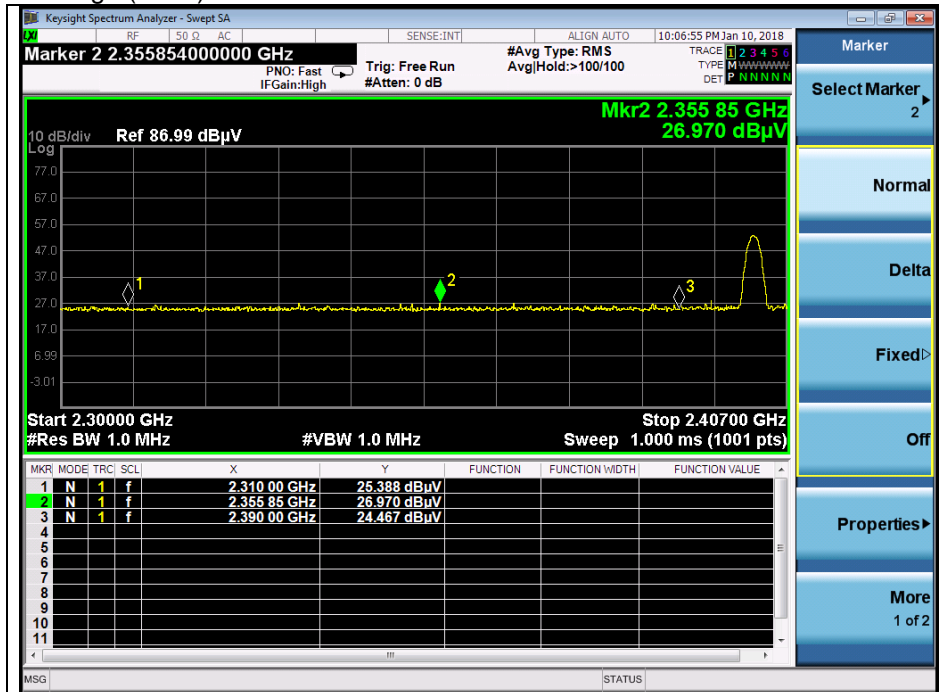 Keysight Spectrum Analyzer - Swept SA
LXI RF 50 Ω AC SENSE:INT ALIGN AUTO 10:06:55 PM Jan 10, 2018
Marker 2 2.355854000000 GHz
PNO: Fast
IFGain:High
Trig: Free Run
#Atten: 0 dB
#Avg Type: RMS
Avg|Hold:>100/100
TRACE 1 2 3 4 5 6
TYPE M W W W W W
DET P N N N N N
Mkr2 2.355 85 GHz
26.970 dBµV
10 dB/div Ref 86.99 dBµV
Log
77.0
67.0
57.0
47.0
37.0
27.0
17.0
6.99
-3.01
1
2
3
Start 2.30000 GHz Stop 2.40700 GHz
#Res BW 1.0 MHz #VBW 1.0 MHz Sweep 1.000 ms (1001 pts)
MKR MODE TRC SCL X Y FUNCTION FUNCTION WIDTH FUNCTION VALUE
1 N 1 f 2.310 00 GHz 25.388 dBµV
2 N 1 f 2.355 85 GHz 26.970 dBµV
3 N 1 f 2.390 00 GHz 24.467 dBµV
4
5
6
7
8
9
10
11
MSG STATUS
Marker
Select Marker
2
Normal
Delta
Fixed
Off
Properties
More
1 of 2